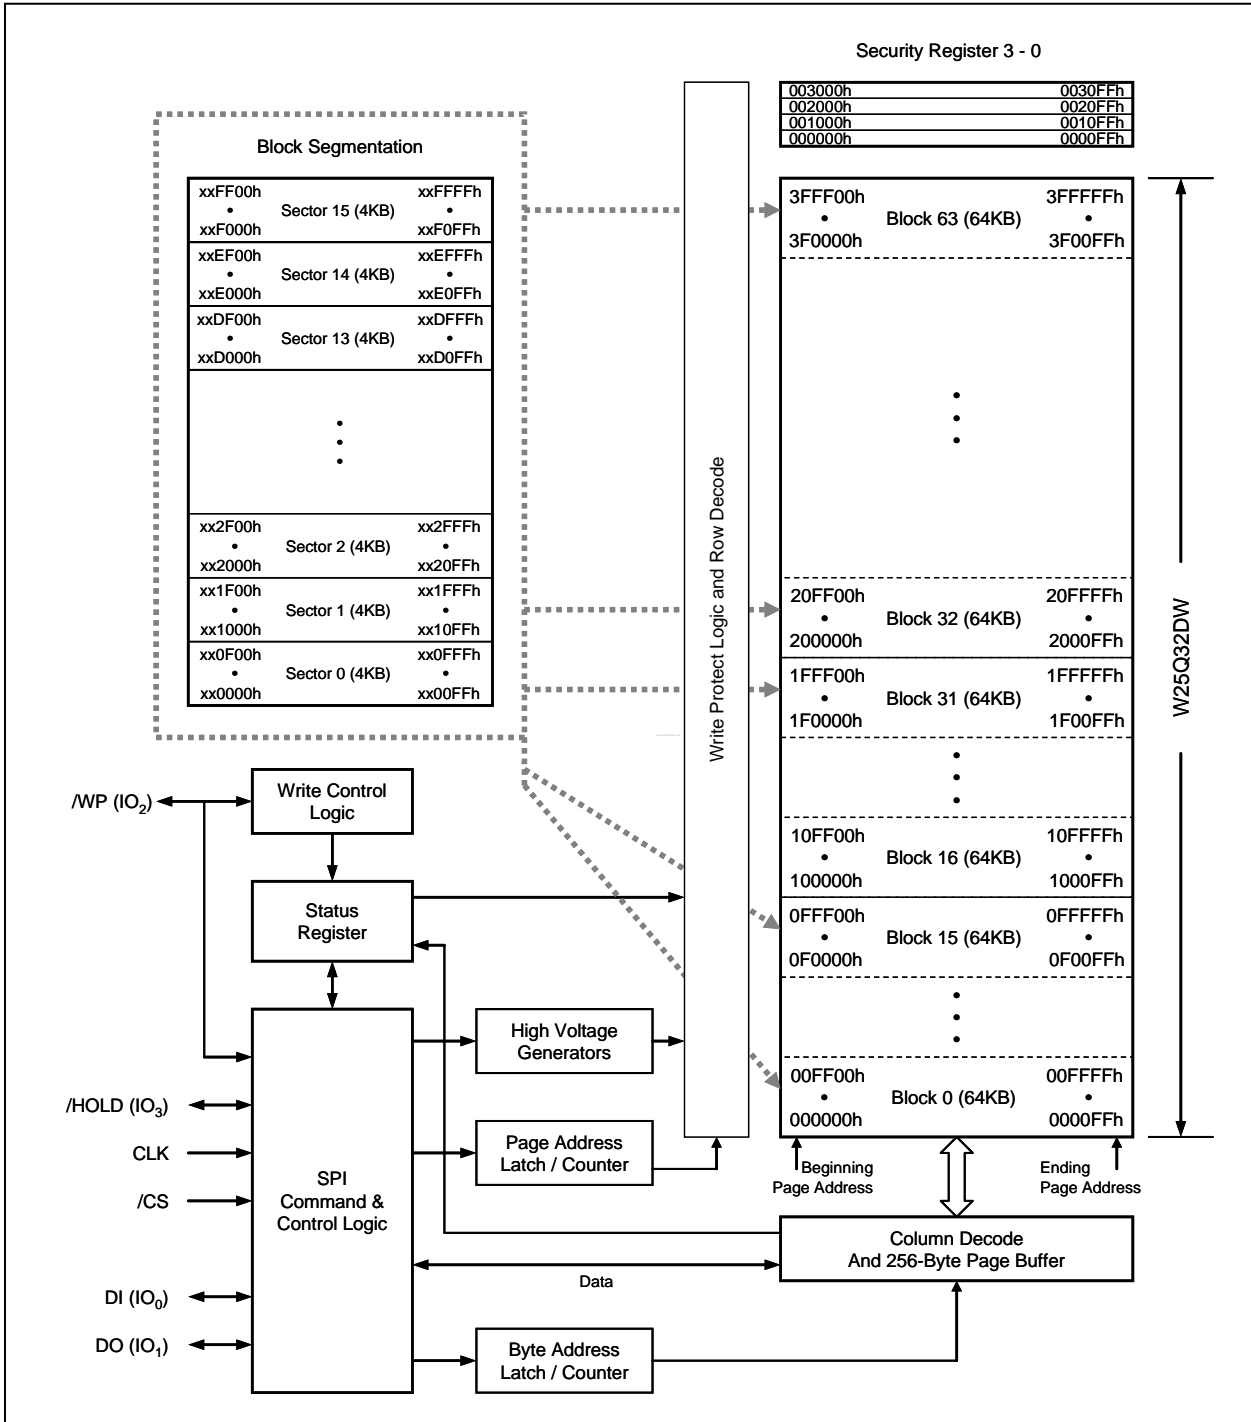 Security Register 3 - 0
003000h 0030FFh
002000h 0020FFh
001000h 0010FFh
000000h 0000FFh
Block Segmentation
xxFF00h xxFFFFh
• Sector 15 (4KB) •
xxF000h xxF0FFh
xxEF00h xxEFFFh
• Sector 14 (4KB) •
xxE000h xxE0FFh
xxDF00h xxDFFFh
• Sector 13 (4KB) •
xxD000h xxD0FFh
xx2F00h xx2FFFh
• Sector 2 (4KB) •
xx2000h xx20FFh
xx1F00h xx1FFFh
• Sector 1 (4KB) •
xx1000h xx10FFh
xx0F00h xx0FFFh
• Sector 0 (4KB) •
xx0000h xx00FFh
Write Protect Logic and Row Decode
3FFF00h 3FFFFFh
• Block 63 (64KB) •
3F0000h 3F00FFh
20FF00h 20FFFFh
• Block 32 (64KB) •
200000h 2000FFh
1FFF00h 1FFFFFh
• Block 31 (64KB) •
1F0000h 1F00FFh
10FF00h 10FFFFh
• Block 16 (64KB) •
100000h 1000FFh
0FFF00h 0FFFFFh
• Block 15 (64KB) •
0F0000h 0F00FFh
00FF00h 00FFFFh
• Block 0 (64KB) •
000000h 0000FFh
W25Q32DW
Beginning
Page Address
Ending
Page Address
/WP (IO2)
Write Control
Logic
Status
Register
High Voltage
Generators
/HOLD (IO3)
CLK
/CS
DI (IO0)
DO (IO1)
SPI
Command &
Control Logic
Page Address
Latch / Counter
Column Decode
And 256-Byte Page Buffer
Data
Byte Address
Latch / Counter